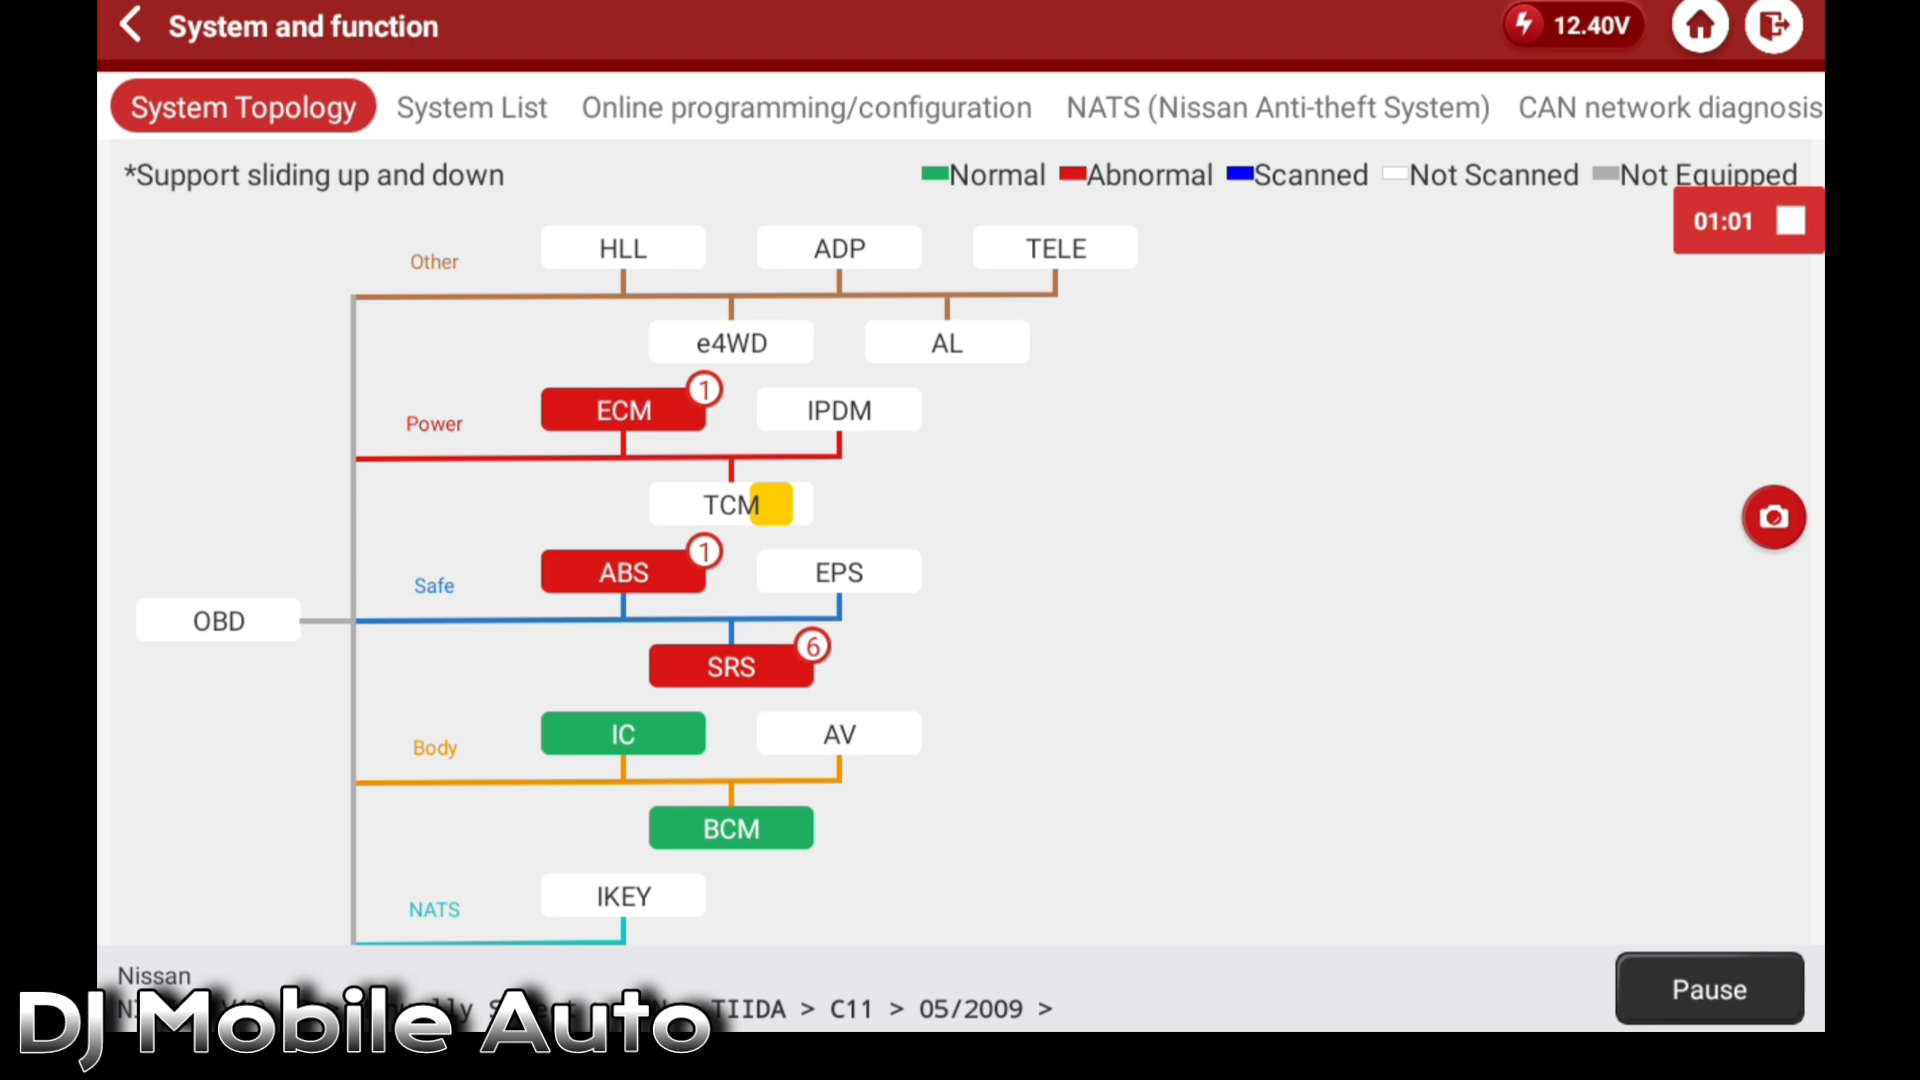 System and function
12.40V
System Topology
System List
Online programming/configuration
NATS (Nissan Anti-theft System)
CAN network diagnosis
*Support sliding up and down
Normal
Abnormal
Scanned
Not Scanned
Not Equipped
01:01
Other
HLL
ADP
TELE
e4WD
AL
Power
ECM
1
IPDM
TCM
Safe
ABS
1
EPS
OBD
SRS
6
Body
IC
AV
BCM
NATS
IKEY
Nissan
TIIDA > C11 > 05/2009 >
Pause
DJ Mobile Auto